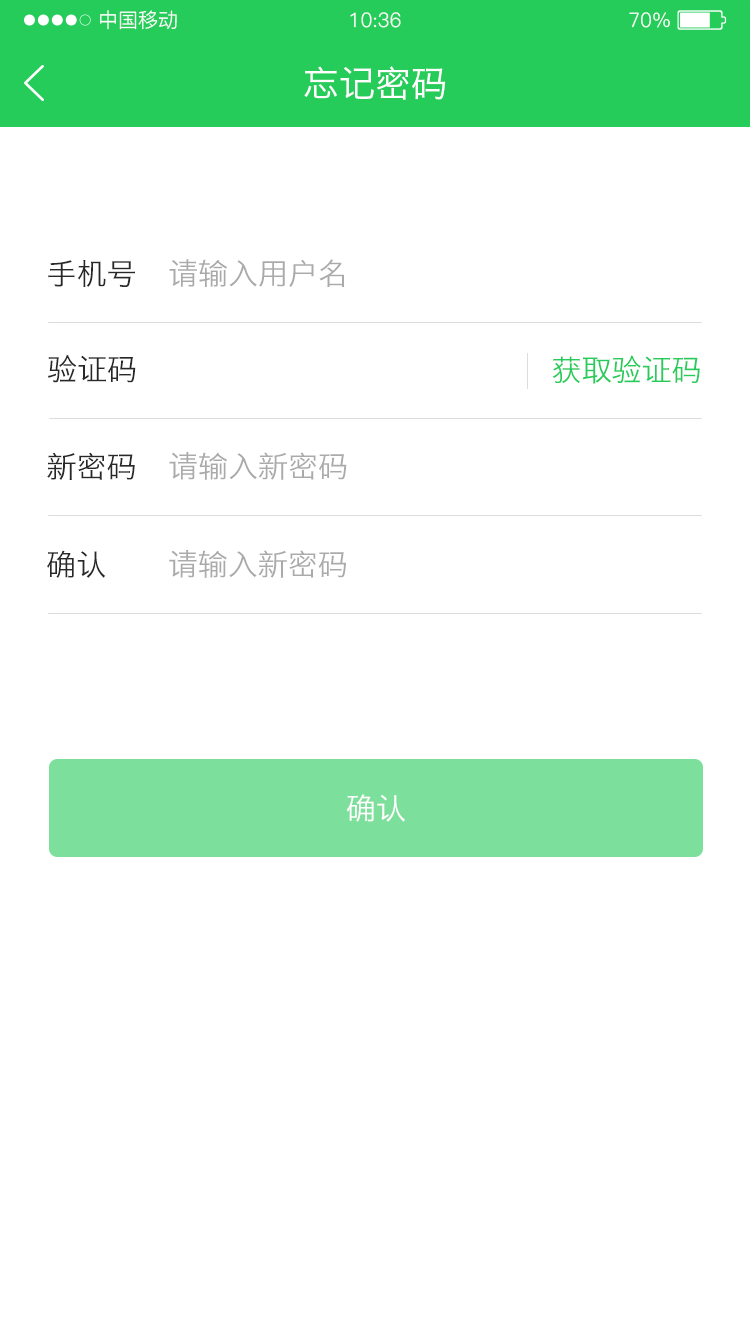 中国移动 10:36 70%
忘记密码
手机号 请输入用户名
验证码 获取验证码
新密码 请输入新密码
确认 请输入新密码
确认